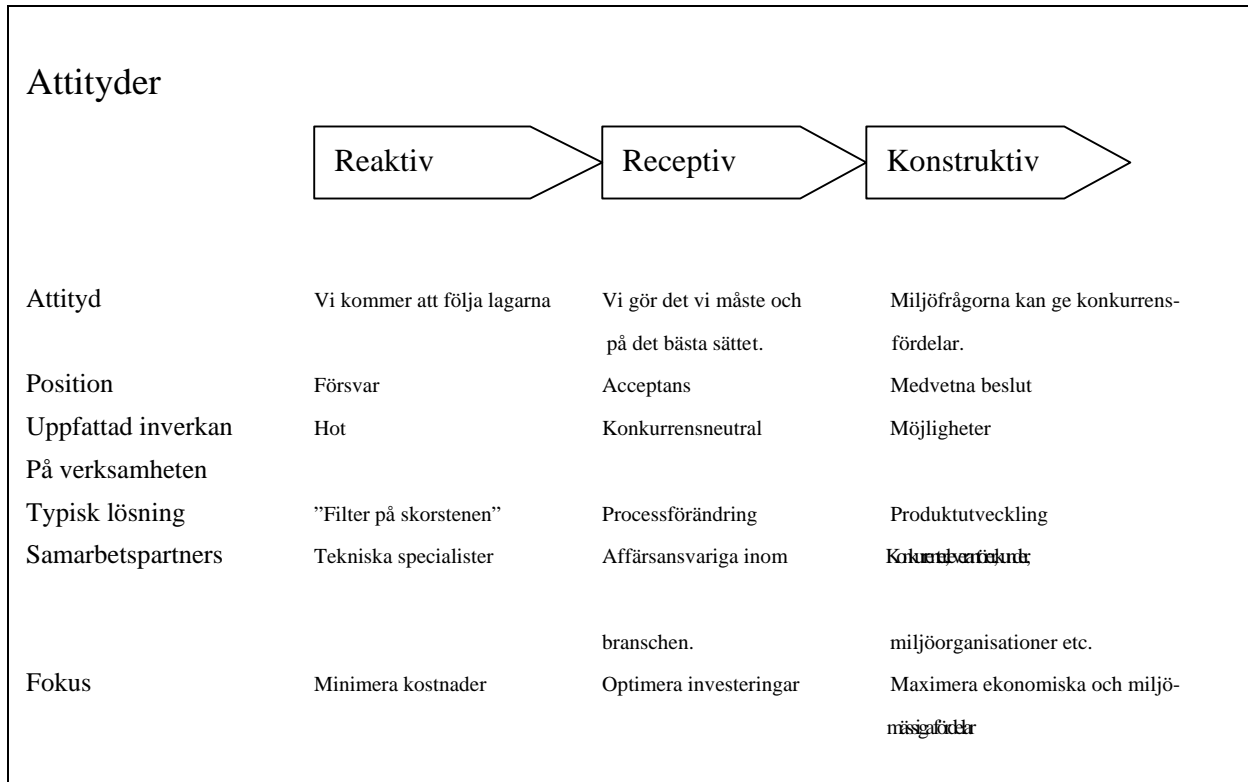 Attityder
Reaktiv Receptiv Konstruktiv
Attityd Vi kommer att följa lagarna Vi gör det vi måste och Miljöfrågorna kan ge konkurrens-
på det bästa sättet. fördelar.
Position Försvar Acceptans Medvetna beslut
Uppfattad inverkan Hot Konkurrensneutral Möjligheter
På verksamheten
Typisk lösning ”Filter på skorstenen” Processförändring Produktutveckling
Samarbetspartners Tekniska specialister Affärsansvariga inom
branschen. miljöorganisationer etc.
Fokus Minimera kostnader Optimera investeringar Maximera ekonomiska och miljö-
mässiga fördelar